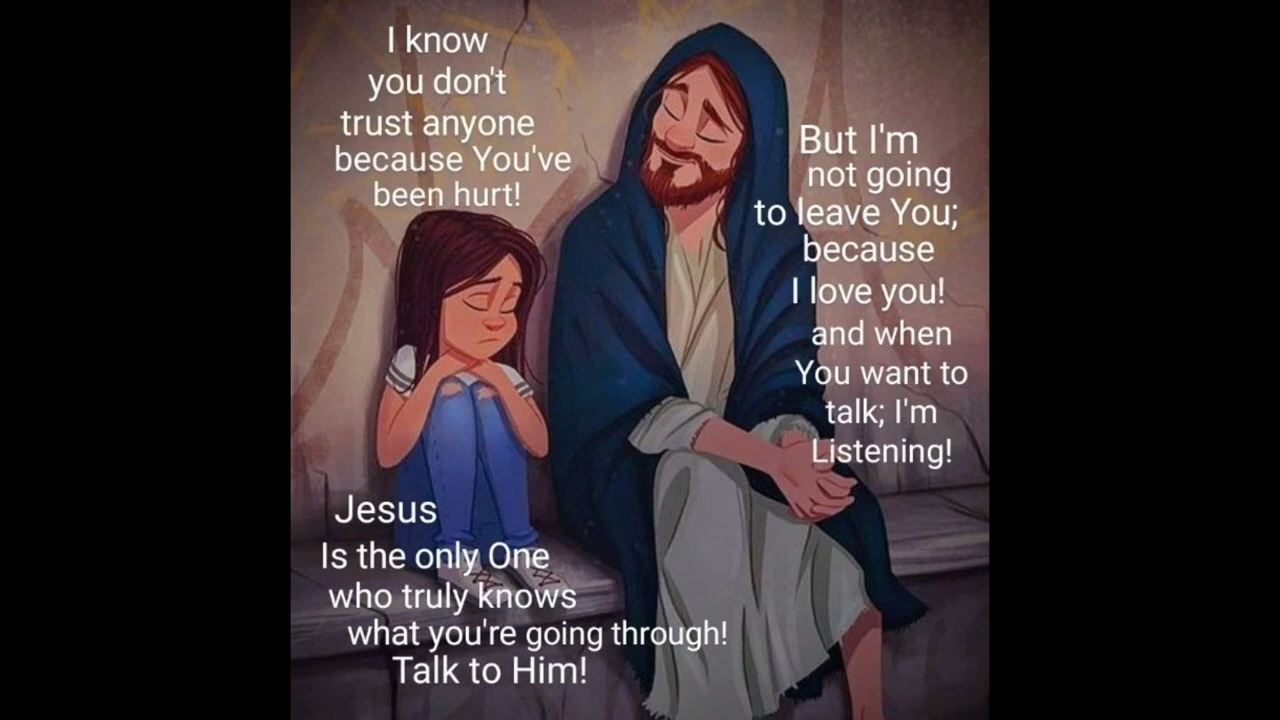 I know
you don't
trust anyone
because You've
been hurt!
But I'm
not going
to leave You;
because
I love you!
and when
You want to
talk; I'm
Listening!
Jesus
Is the only One
who truly knows
what you're going through!
Talk to Him!